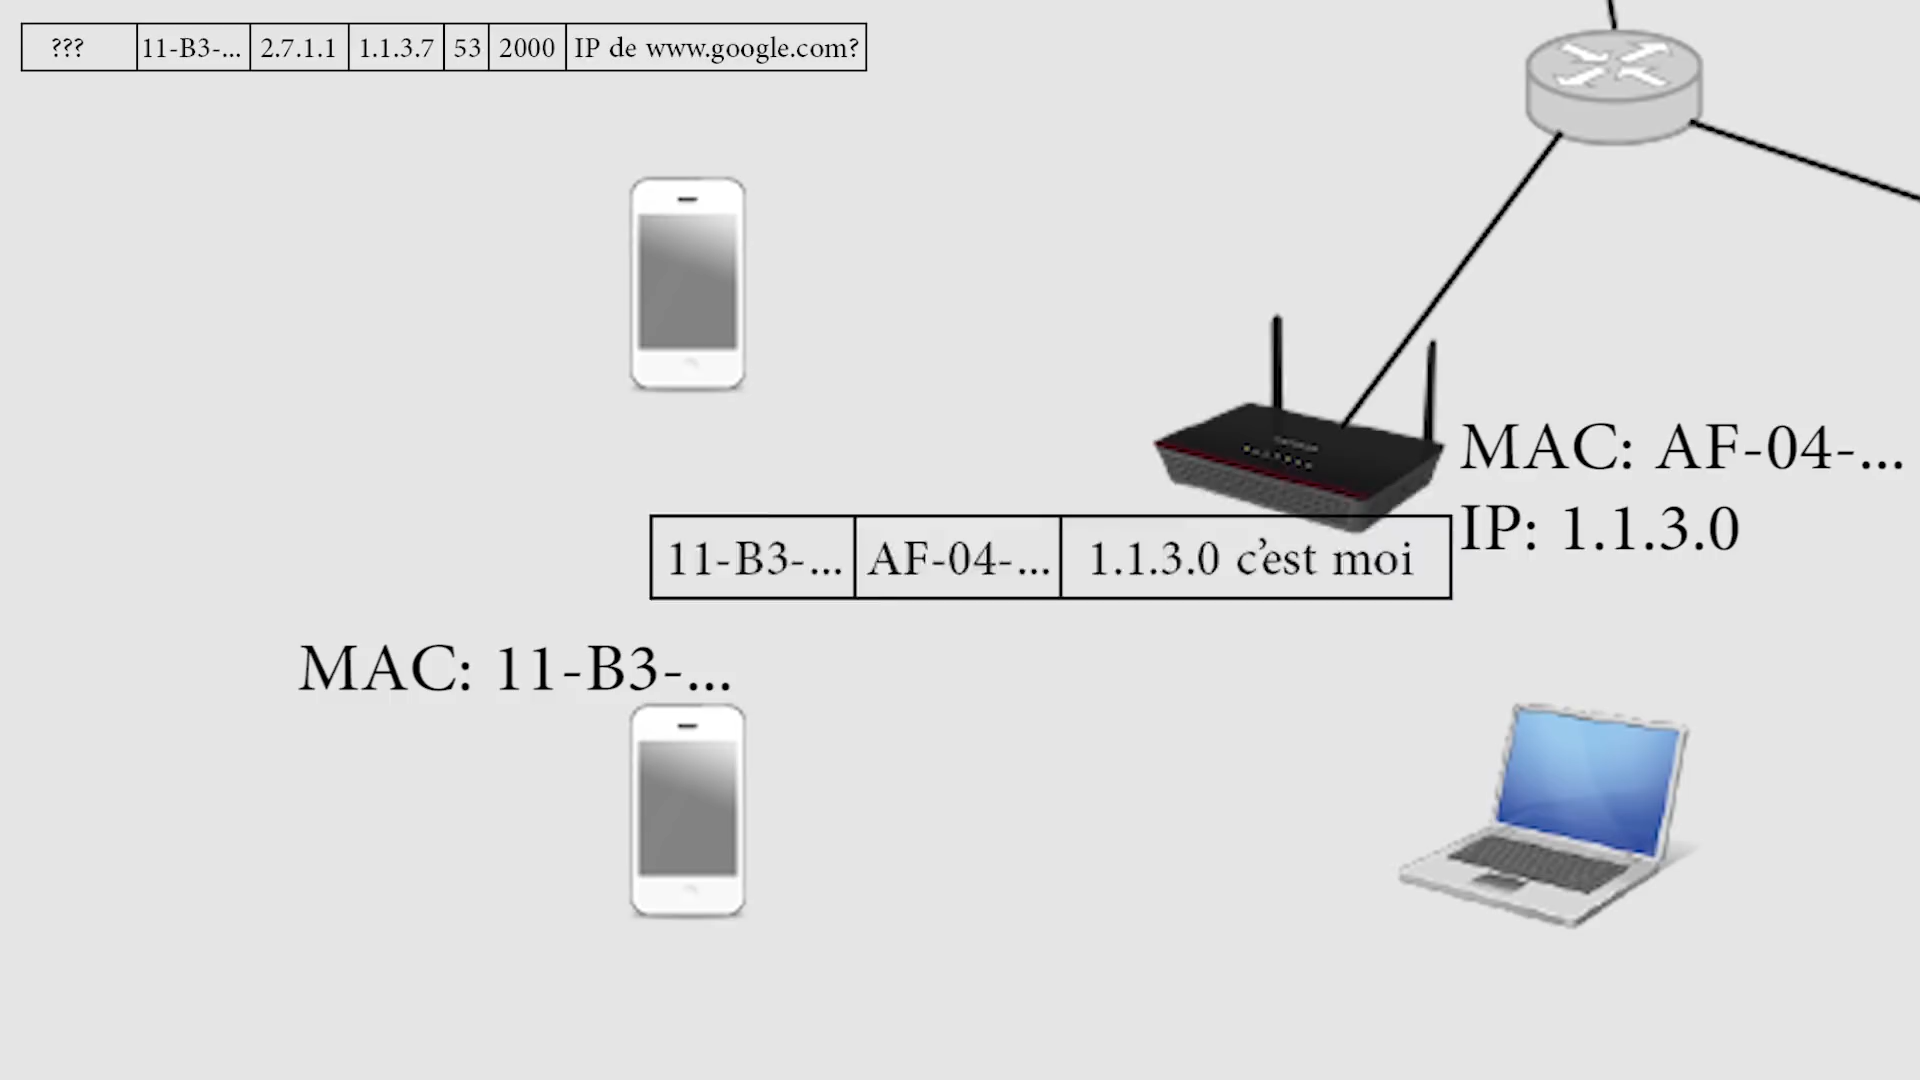 ??? 11-B3-... 2.7.1.1 1.1.3.7 53 2000 IP de www.google.com?
MAC: AF-04-...
IP: 1.1.3.0
11-B3-... AF-04-... 1.1.3.0 c'est moi
MAC: 11-B3-...